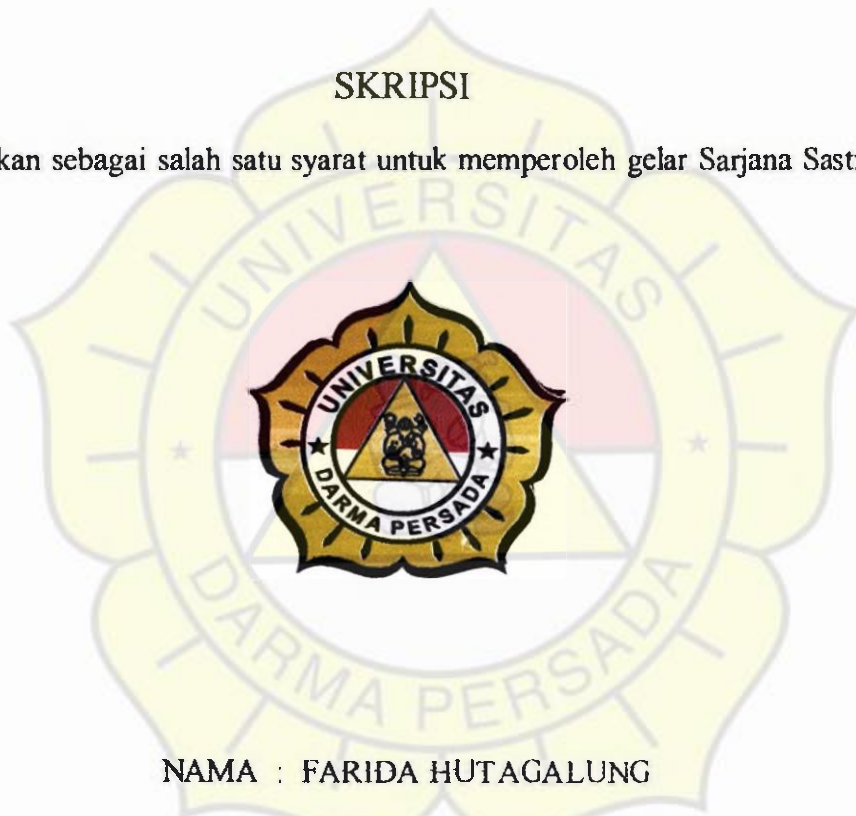 SKRIPSI
kan sebagai salah satu syarat untuk memperoleh gelar Sarjana Sast
UNIVERSITAS
DARMA PERSADA
UNIVERSITAS
DARMA PERSADA
NAMA : FARIDA HUTAGALUNG